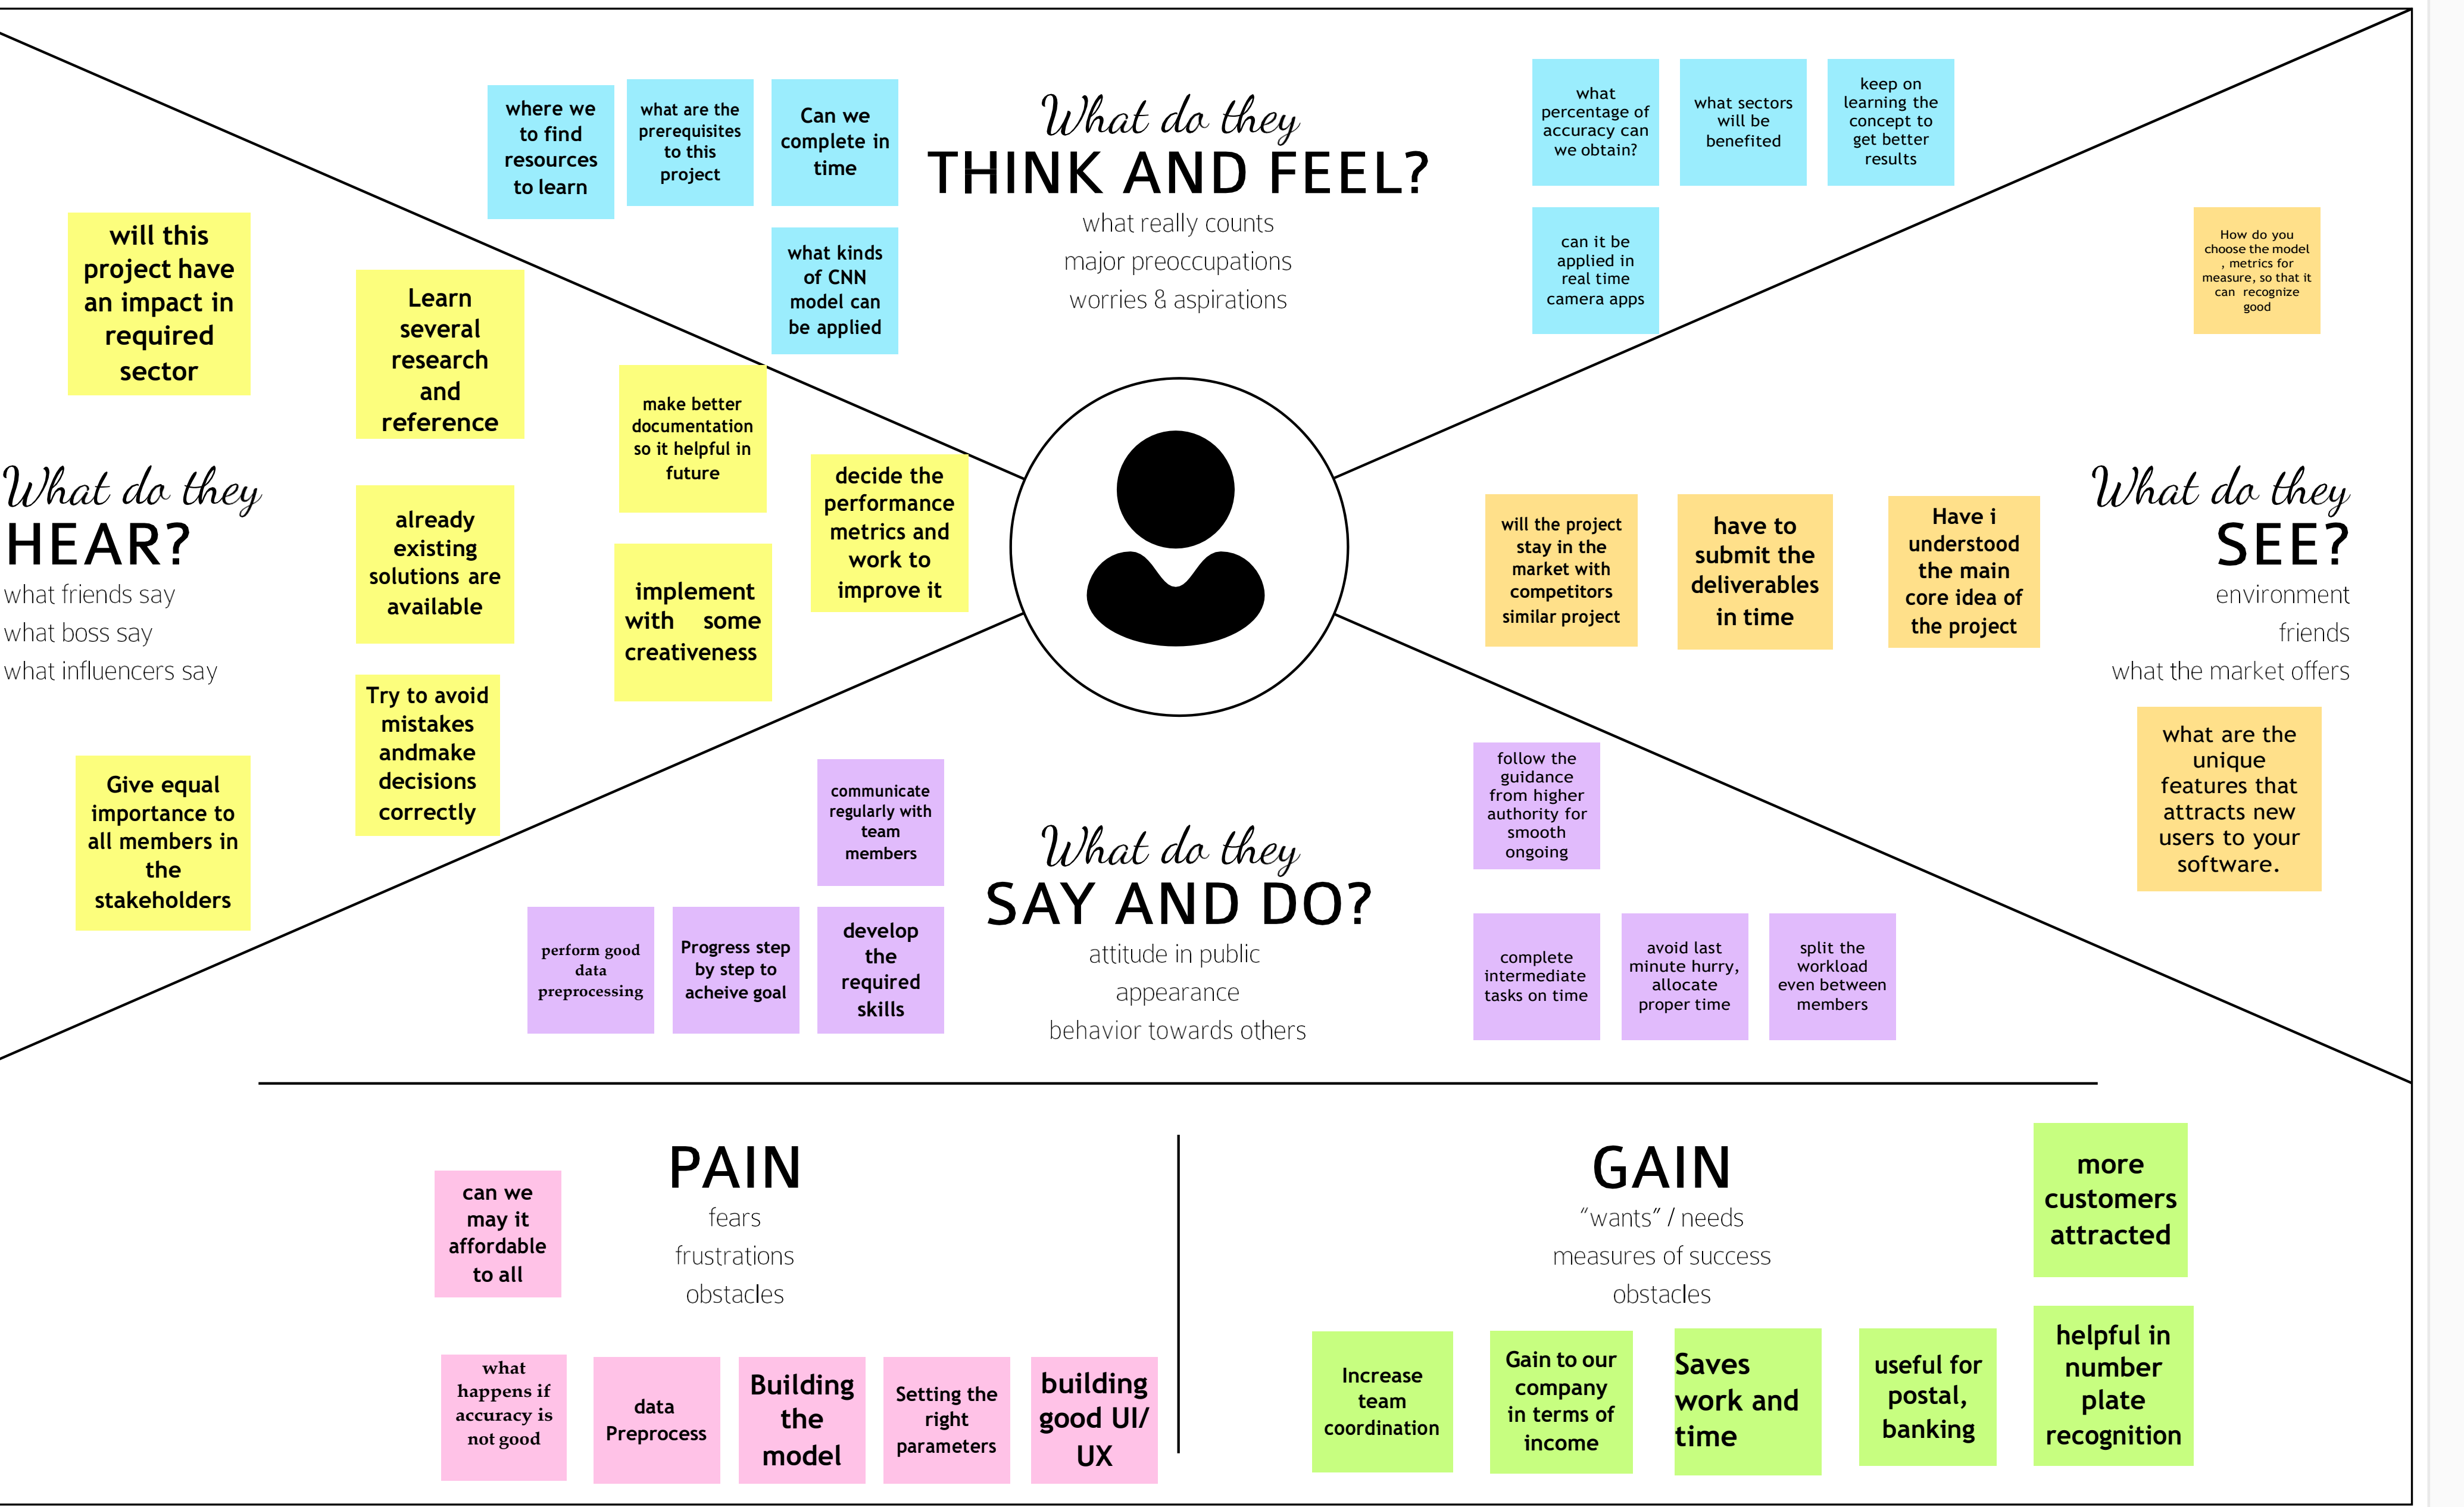 What do they
THINK AND FEEL?
what really counts
major preoccupations
worries & aspirations
where we
to find
resources
to learn
what are the
prerequisites
to this
project
Can we
complete in
time
what kinds
of CNN
model can
be applied
what
percentage of
accuracy can
we obtain?
what sectors
will be
benefited
keep on
learning the
concept to
get better
results
can it be
applied in
real time
camera apps
What do they
HEAR?
what friends say
what boss say
what influencers say
will this
project have
an impact in
required
sector
Learn
several
research
and
reference
make better
documentation
so it helpful in
future
decide the
performance
metrics and
work to
improve it
already
existing
solutions are
available
implement
with some
creativeness
Try to avoid
mistakes
andmake
decisions
correctly
Give equal
importance to
all members in
the
stakeholders
What do they
SEE?
environment
friends
what the market offers
How do you
choose the model
, metrics for
measure, so that it
can recognize
good
will the project
stay in the
market with
competitors
similar project
have to
submit the
deliverables
in time
Have i
understood
the main
core idea of
the project
what are the
unique
features that
attracts new
users to your
software.
What do they
SAY AND DO?
attitude in public
appearance
behavior towards others
communicate
regularly with
team
members
perform good
data
preprocessing
Progress step
by step to
acheive goal
develop
the
required
skills
follow the
guidance
from higher
authority for
smooth
ongoing
complete
intermediate
tasks on time
avoid last
minute hurry,
allocate
proper time
split the
workload
even between
members
PAIN
fears
frustrations
obstacles
can we
may it
affordable
to all
what
happens if
accuracy is
not good
data
Preprocess
Building
the
model
Setting the
right
parameters
building
good UI/
UX
GAIN
“wants” / needs
measures of success
obstacles
more
customers
attracted
Increase
team
coordination
Gain to our
company
in terms of
income
Saves
work and
time
useful for
postal,
banking
helpful in
number
plate
recognition